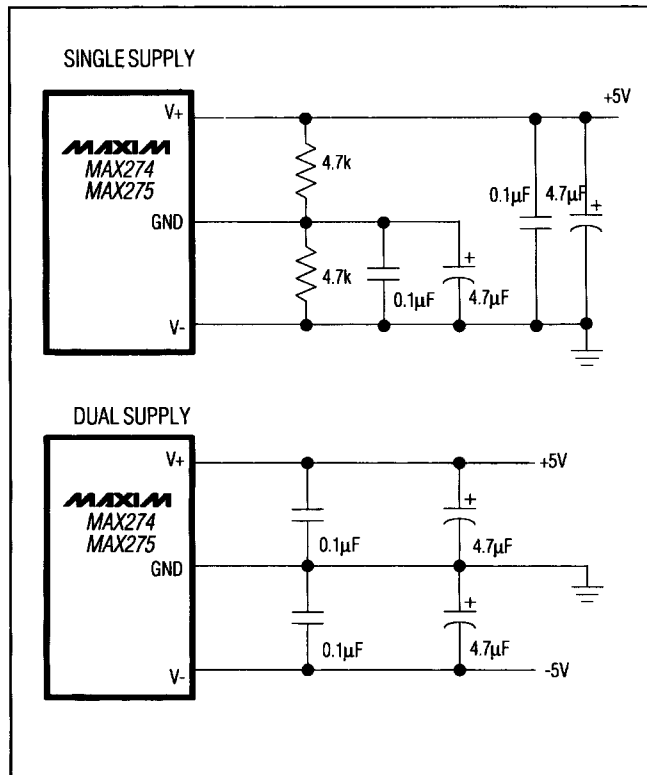 SINGLE SUPPLY
V+
+5V
MAXIM
MAX274
MAX275
4.7k
0.1µF
4.7µF
+
GND
4.7k
0.1µF
+
4.7µF
V-
DUAL SUPPLY
V+
+5V
MAXIM
MAX274
MAX275
0.1µF
+
4.7µF
GND
0.1µF
+
4.7µF
V-
-5V